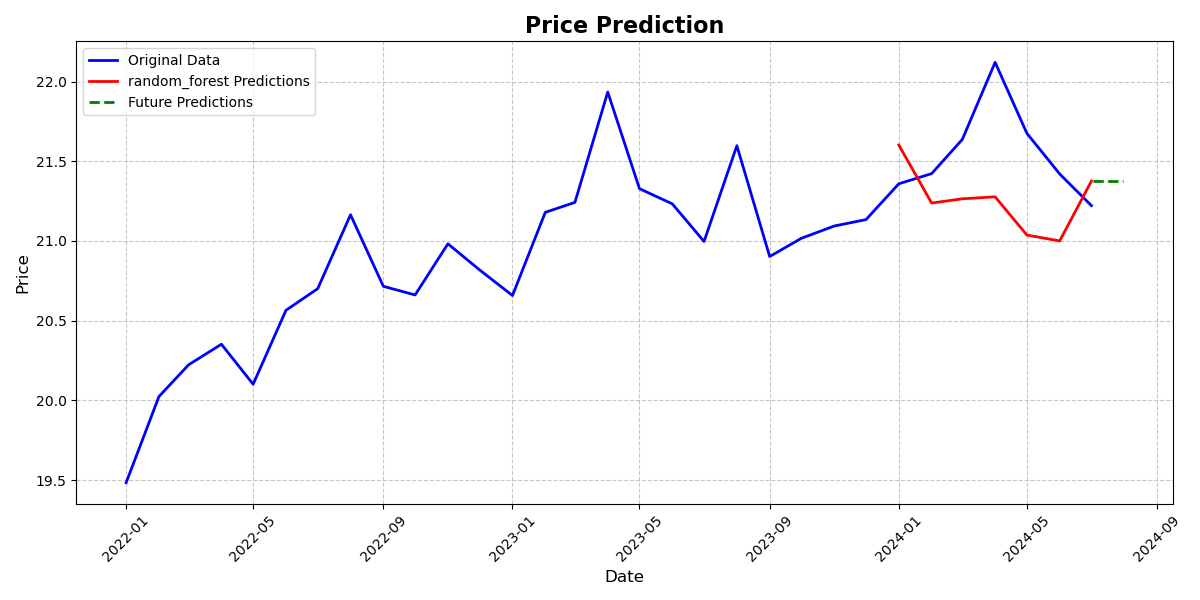 Price Prediction
Original Data
random_forest Predictions
Future Predictions
Price
22.0
21.5
21.0
20.5
20.0
19.5
2022-01
2022-05
2022-09
2023-01
2023-05
2023-09
2024-01
2024-05
2024-09
Date